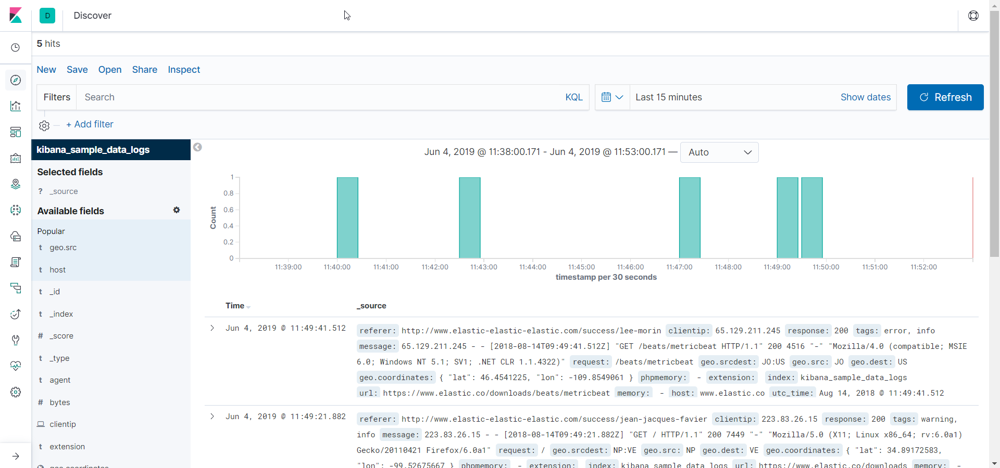 D Discover
5 hits
New Save Open Share Inspect
Filters Search KQL Last 15 minutes Show dates Refresh
+ Add filter
kibana_sample_data_logs
Selected fields
? _source
Available fields
Popular
t geo.src
t host
t _id
t _index
# _score
t _type
t agent
# bytes
clientip
t extension
geo.coordinates
Jun 4, 2019 @ 11:38:00.171 - Jun 4, 2019 @ 11:53:00.171 — Auto
Count
1
0.8
0.6
0.4
0.2
0
11:39:00 11:40:00 11:41:00 11:42:00 11:43:00 11:44:00 11:45:00 11:46:00 11:47:00 11:48:00 11:49:00 11:50:00 11:51:00 11:52:00
timestamp per 30 seconds
Time _source
Jun 4, 2019 @ 11:49:41.512
referer: http://www.elastic-elastic-elastic.com/success/lee-morin clientip: 65.129.211.245 response: 200 tags: error, info
message: 65.129.211.245 - - [2018-08-14T09:49:41.512Z] "GET /beats/metricbeat HTTP/1.1" 200 4516 "-" "Mozilla/4.0 (compatible; MSIE
6.0; Windows NT 5.1; SV1; .NET CLR 1.1.4322)" request: /beats/metricbeat geo.srcdest: JO:US geo.src: JO geo.dest: US
geo.coordinates: { "lat": 46.4541225, "lon": -109.8549061 } phpmemory: - extension: index: kibana_sample_data_logs
url: https://www.elastic.co/downloads/beats/metricbeat memory: - host: www.elastic.co utc_time: Aug 14, 2018 @ 11:49:41.512
Jun 4, 2019 @ 11:49:21.882
referer: http://www.elastic-elastic-elastic.com/success/jean-jacques-favier clientip: 223.83.26.15 response: 200 tags: warning,
info message: 223.83.26.15 - - [2018-08-14T09:49:21.882Z] "GET / HTTP/1.1" 200 7449 "-" "Mozilla/5.0 (X11; Linux x86_64; rv:6.0a1)
Gecko/20110421 Firefox/6.0a1" request: / geo.srcdest: NP:VE geo.src: NP geo.dest: VE geo.coordinates: { "lat": 34.89172583,
"lon": -99.52675667 } phpmemory: - extension: index: kibana_sample_data_logs url: https://www.elastic.co/downloads memory: -